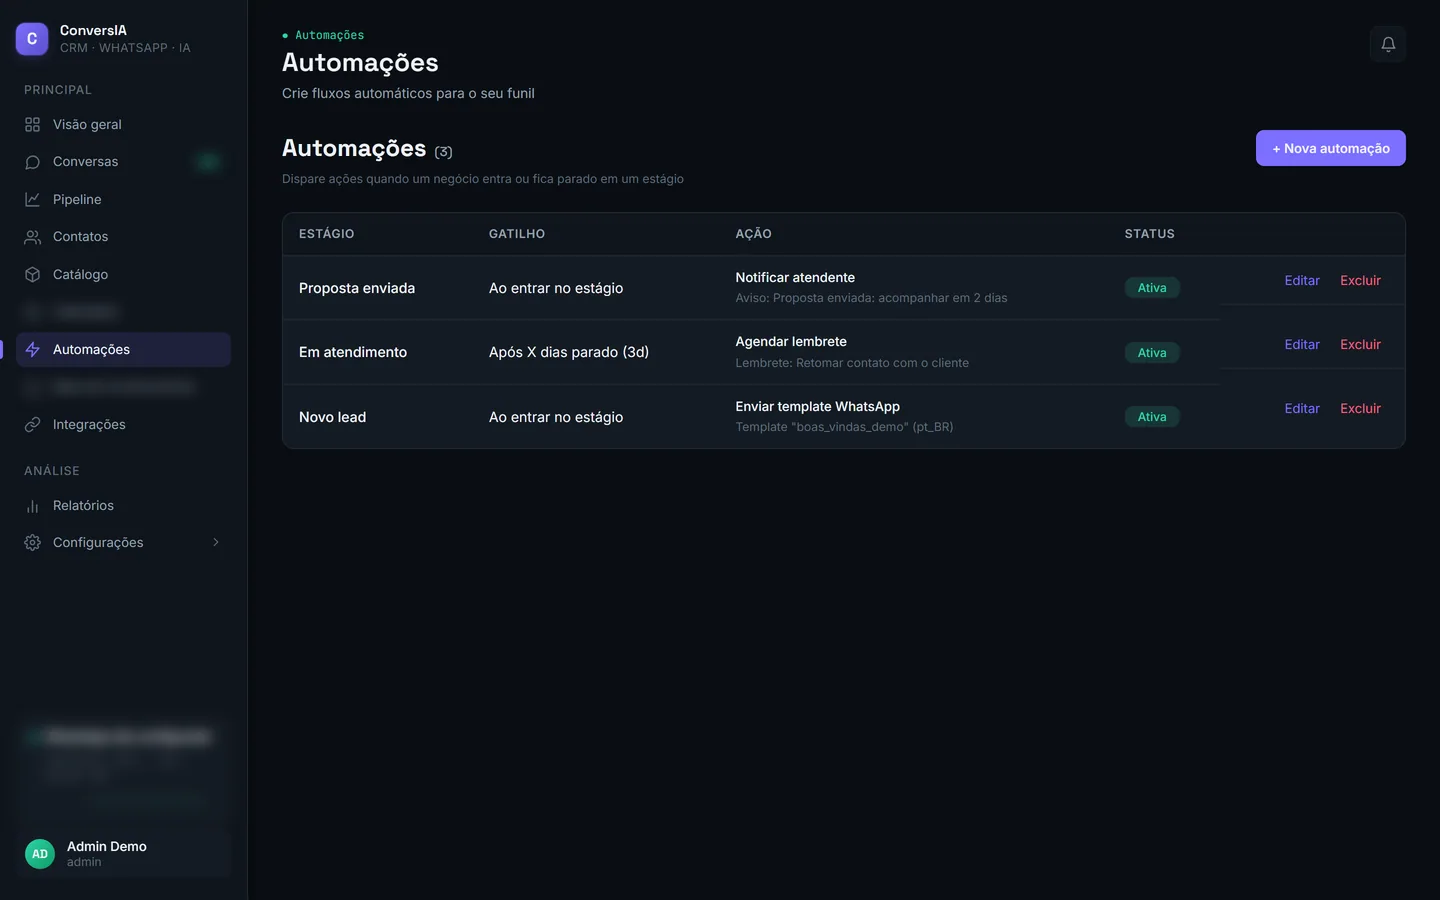 C
ConversIA
CRM · WHATSAPP · IA
PRINCIPAL
Visão geral
Conversas
Pipeline
Contatos
Catálogo
Automações
Integrações
ANÁLISE
Relatórios
Configurações
AD
Admin Demo
admin
Automações
Automações
Crie fluxos automáticos para o seu funil
Automações (3)
Dispare ações quando um negócio entra ou fica parado em um estágio
+ Nova automação
ESTÁGIO GATILHO AÇÃO STATUS
Proposta enviada Ao entrar no estágio Notificar atendente Ativa Editar Excluir
Aviso: Proposta enviada: acompanhar em 2 dias
Em atendimento Após X dias parado (3d) Agendar lembrete Ativa Editar Excluir
Lembrete: Retomar contato com o cliente
Novo lead Ao entrar no estágio Enviar template WhatsApp Ativa Editar Excluir
Template "boas_vindas_demo" (pt_BR)